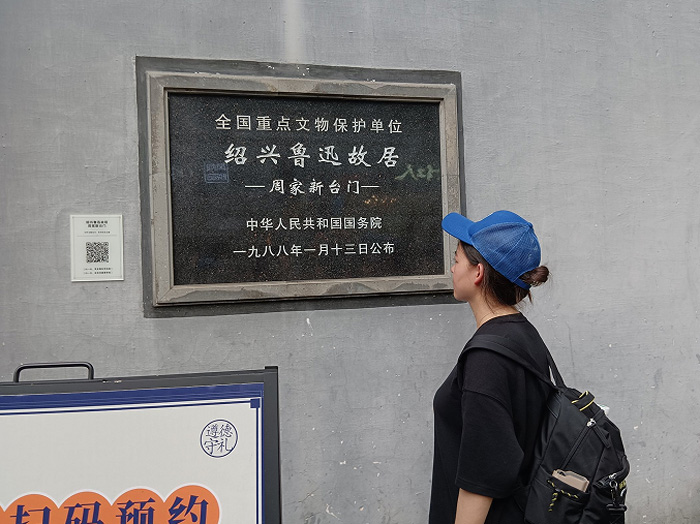 全国重点文物保护单位
绍兴鲁迅故居
—周家新台门—
中华人民共和国国务院
一九八八年一月十三日公布
遵德
守礼
扫码预约